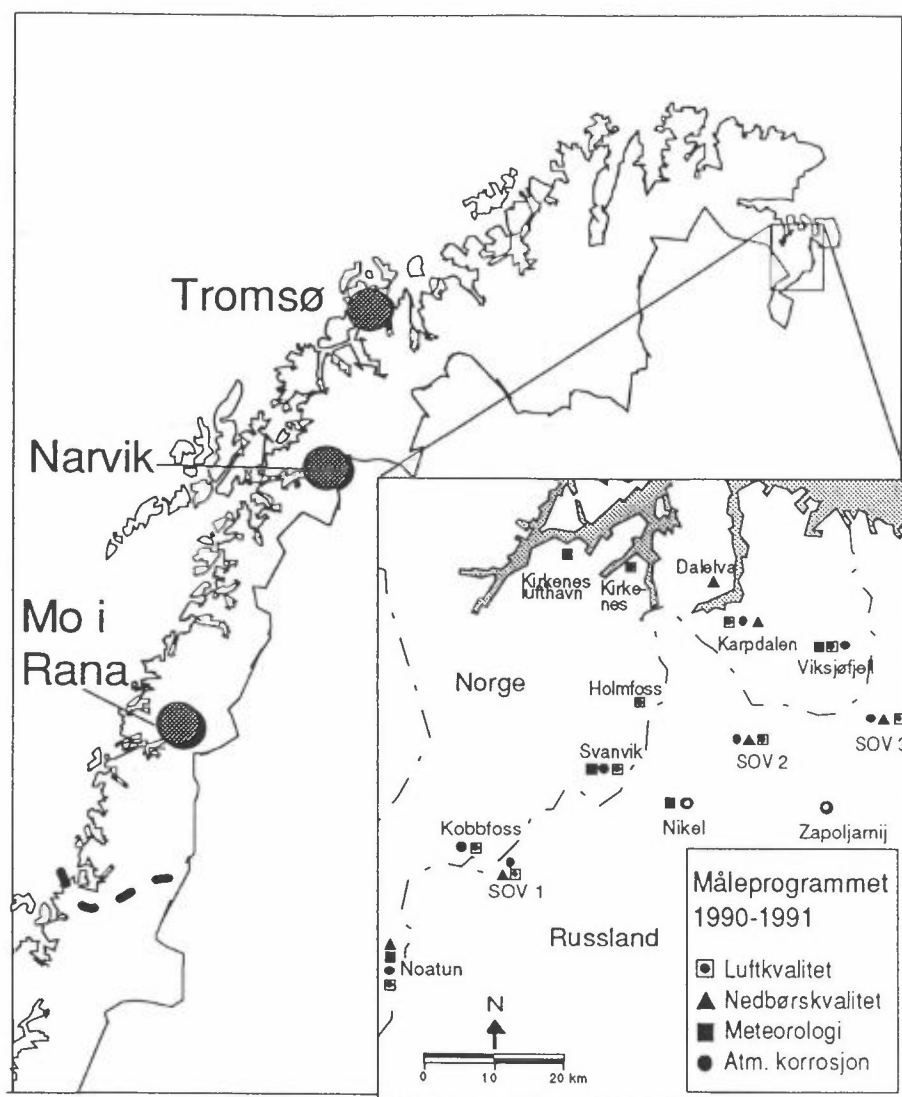 Tromsø
Narvik
Mo i
Rana
Kirkenes
lufthavn
Kirke-
nes
Dalelva
Karpdalen
Viksjøfjell
Norge
Holmfoss
SOV 3
SOV 2
Svanvik
Nikel
Zapoljarnij
Kobbfoss
SOV 1
Russland
Noatun
N
0 10 20 km
Måleprogrammet
1990-1991
Luftkvalitet
Nedbørskvalitet
Meteorologi
Atm. korrosjon